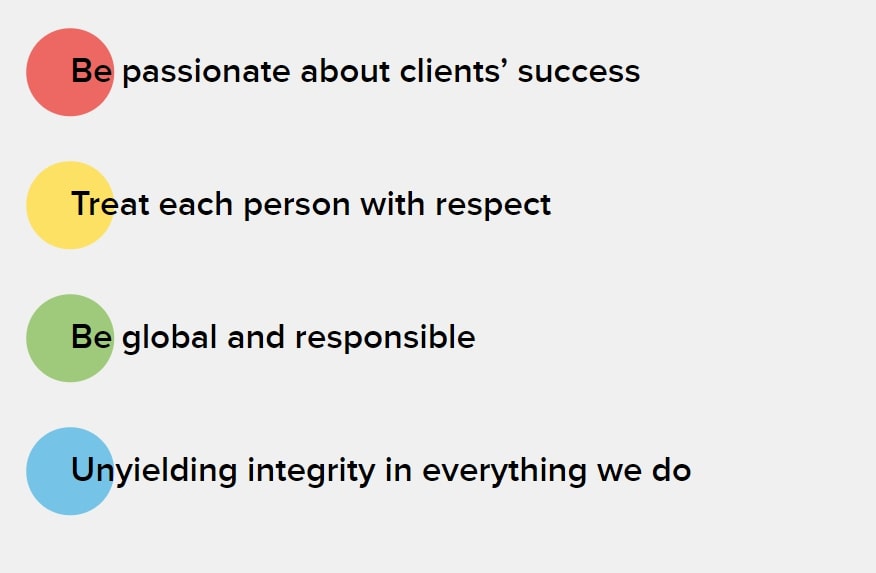 Be passionate about clients’ success
Treat each person with respect
Be global and responsible
Unyielding integrity in everything we do